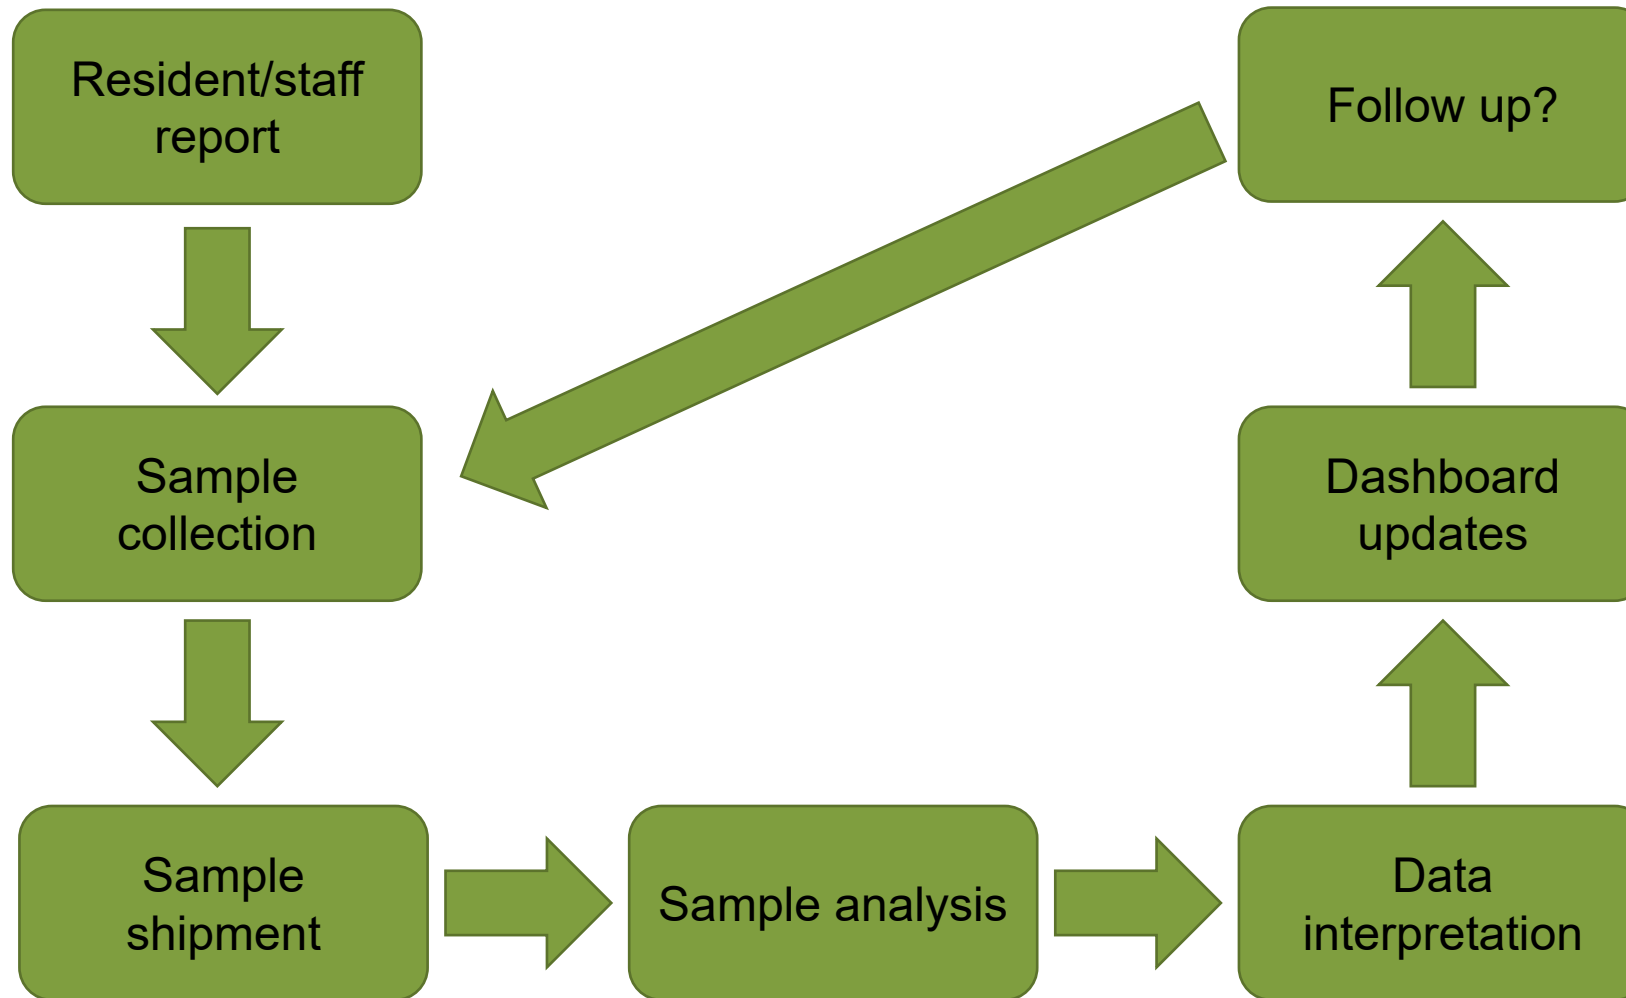 Resident/staff
report
Sample
collection
Sample
shipment
Sample analysis
Data
interpretation
Dashboard
updates
Follow up?